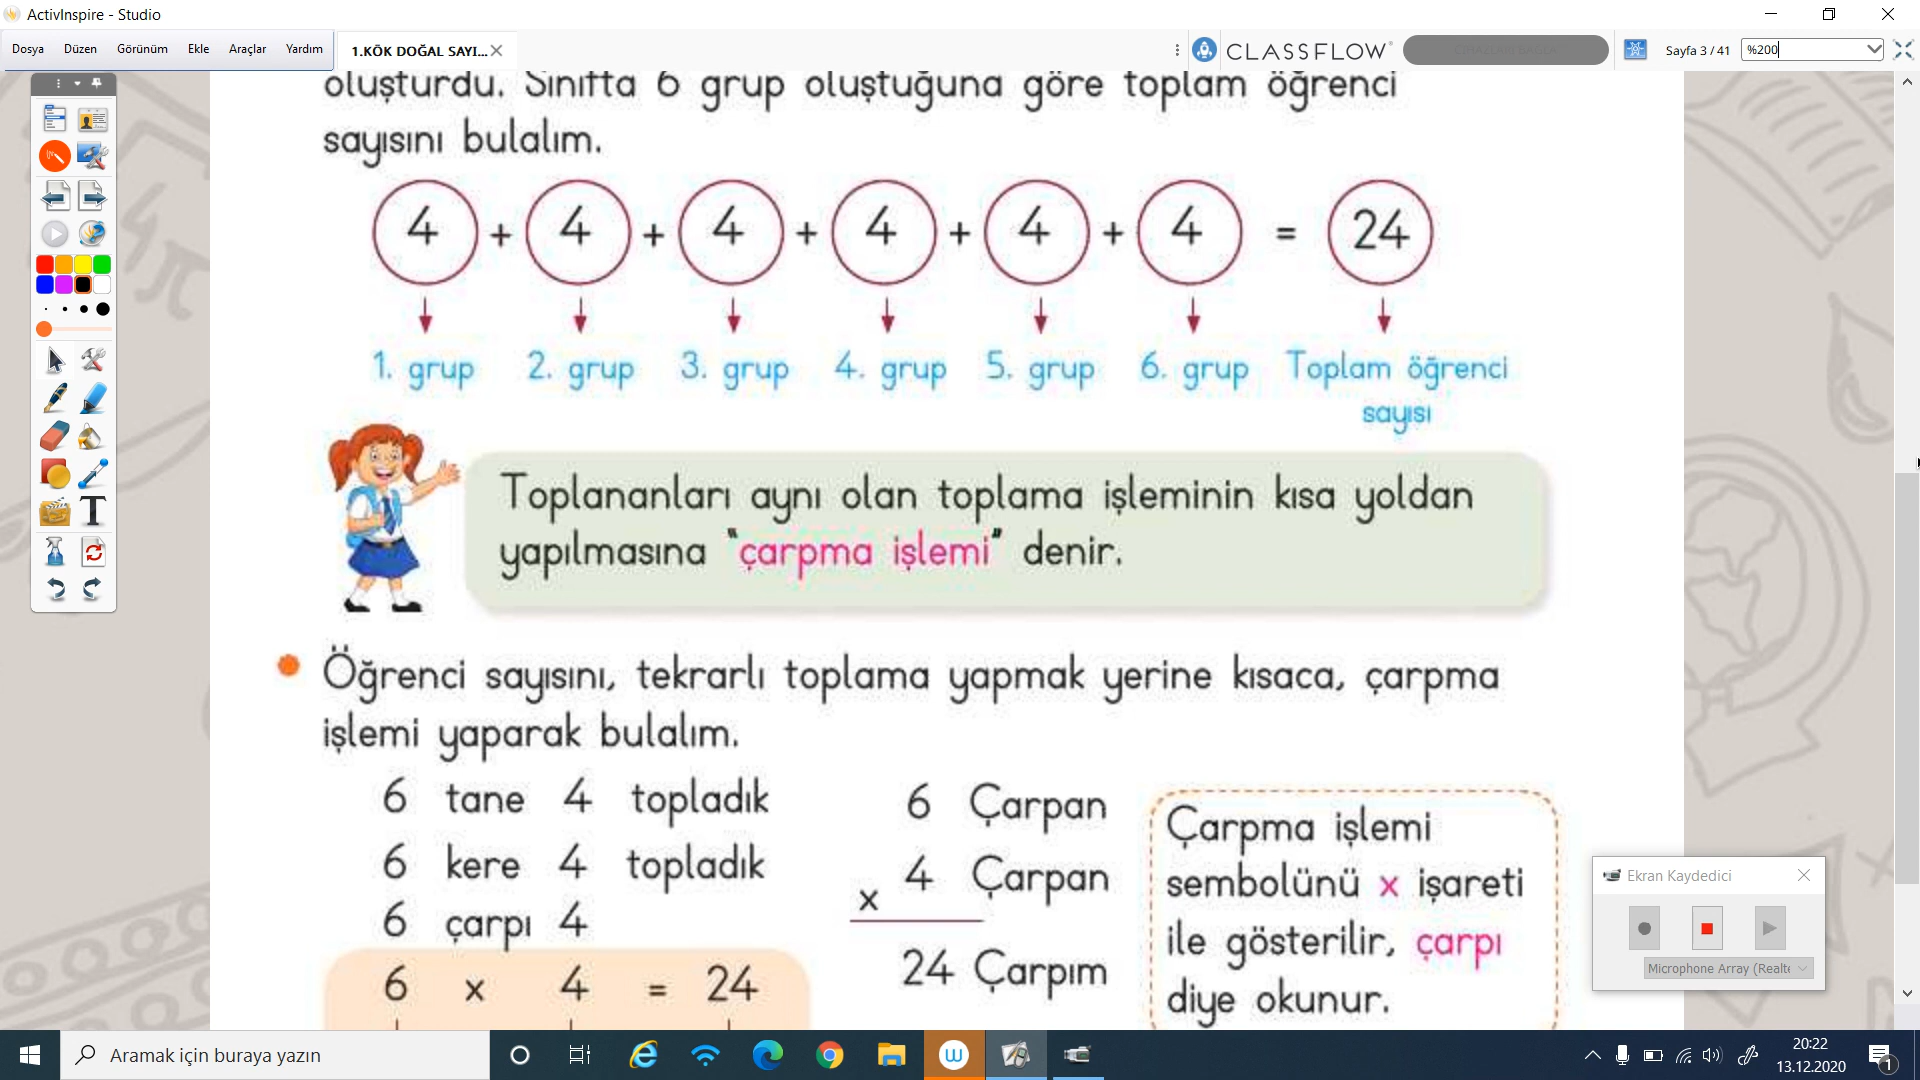 ActivInspire - Studio
Dosya Düzen Görünüm Ekle Araçlar Yardım
1.KÖK DOĞAL SAYI...
CLASSFLOW
Sayfa 3 / 41
%200
oluşturdu. Sınıfta 6 grup oluştuğuna göre toplam öğrenci
sayısını bulalım.
4 + 4 + 4 + 4 + 4 + 4 = 24
1. grup 2. grup 3. grup 4. grup 5. grup 6. grup Toplam öğrenci
sayısı
Toplananları aynı olan toplama işleminin kısa yoldan
yapılmasına "çarpma işlemi" denir.
Öğrenci sayısını, tekrarlı toplama yapmak yerine kısaca, çarpma
işlemi yaparak bulalım.
6 tane 4 topladık
6 kere 4 topladık
6 çarpı 4
6 x 4 = 24
6 Çarpan
x 4 Çarpan
24 Çarpım
Çarpma işlemi
sembolünü x işareti
ile gösterilir, çarpı
diye okunur.
Ekran Kaydedici
Microphone Array (Realte
Aramak için buraya yazın
20:22
13.12.2020
1